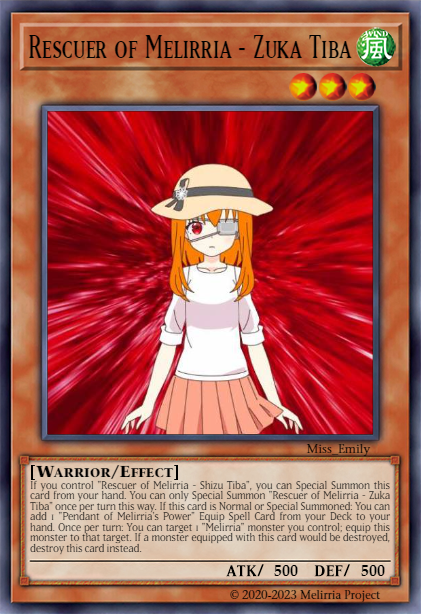 Rescuer of Melirria - Zuka Tiba
WIND
風
Miss_Emily
[Warrior/Effect]
If you control "Rescuer of Melirria - Shizu Tiba", you can Special Summon this
card from your hand. You can only Special Summon "Rescuer of Melirria - Zuka
Tiba" once per turn this way. If this card is Normal or Special Summoned: You can
add 1 "Pendant of Melirria's Power" Equip Spell Card from your Deck to your
hand. Once per turn: You can target 1 "Melirria" monster you control; equip this
monster to that target. If a monster equipped with this card would be destroyed,
destroy this card instead.
ATK/ 500 DEF/ 500
© 2020-2023 Melirria Project